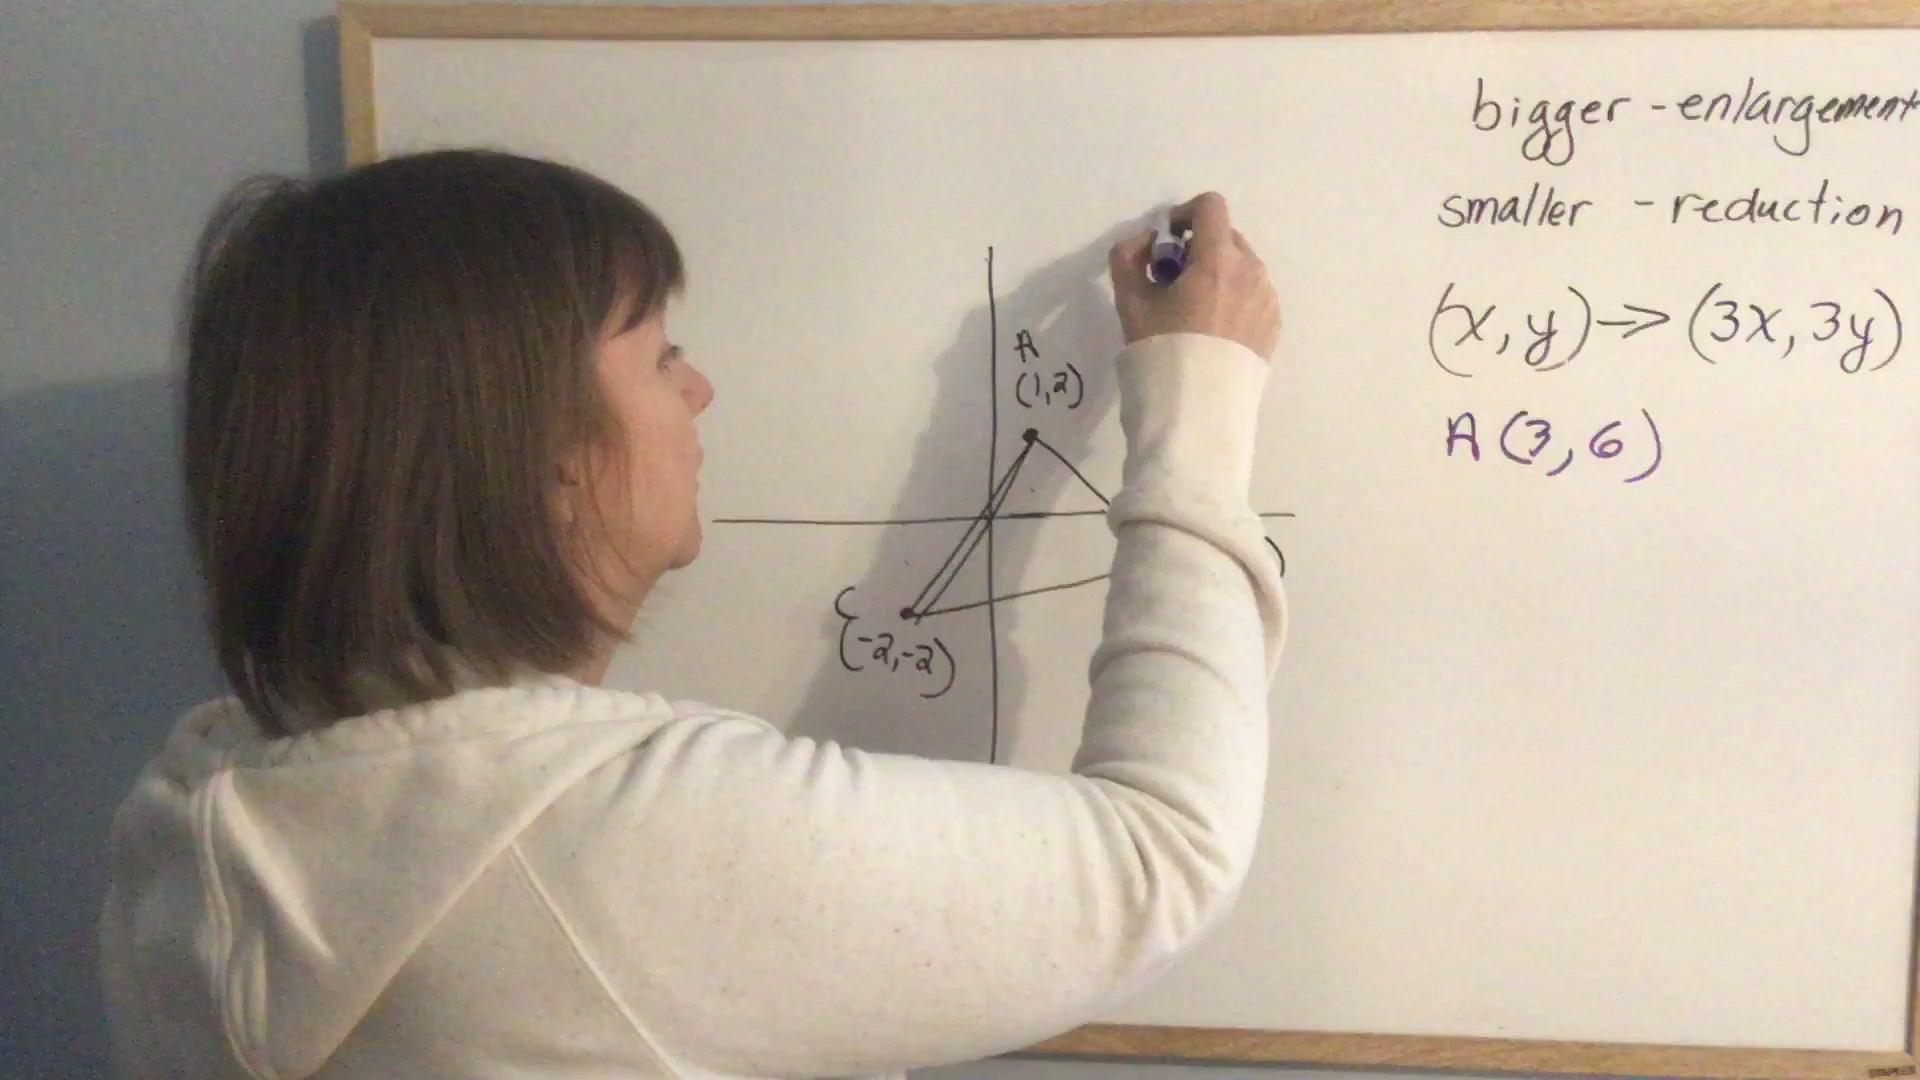 bigger - enlargement
smaller - reduction
(x, y) -> (3x, 3y)
A (3, 6)
A
(1,2)
C
(-2,-2)
)